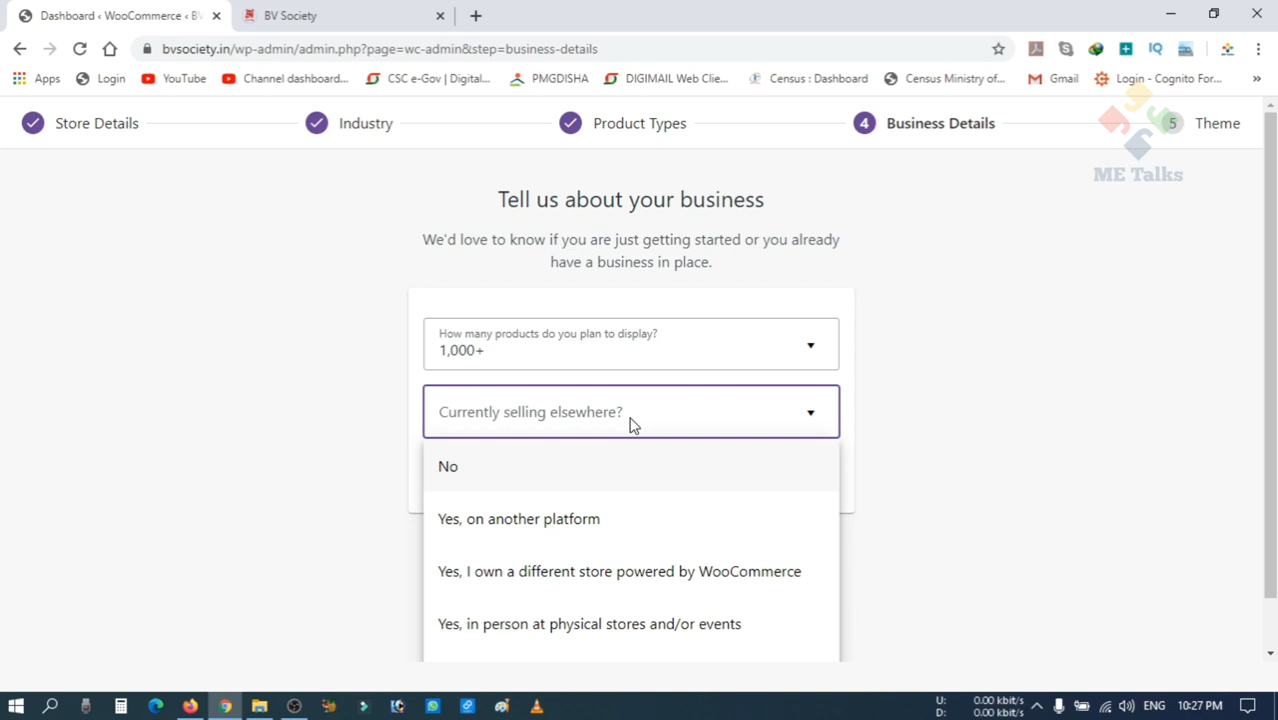 Dashboard ‹ WooCommerce ‹ BV
BV Society
bvsociety.in/wp-admin/admin.php?page=wc-admin&step=business-details
Apps
Login
YouTube
Channel dashboard...
CSC e-Gov | Digital...
PMGDISHA
DIGIMAIL Web Clie...
Census : Dashboard
Census Ministry of...
Gmail
Login - Cognito For...
»
IQ
Store Details
Industry
Product Types
4 Business Details
5 Theme
ME Talks
Tell us about your business
We'd love to know if you are just getting started or you already
have a business in place.
How many products do you plan to display?
1,000+
Currently selling elsewhere?
No
Yes, on another platform
Yes, I own a different store powered by WooCommerce
Yes, in person at physical stores and/or events
U: 0.00 kbit/s
D: 0.00 kbit/s
ENG
10:27 PM